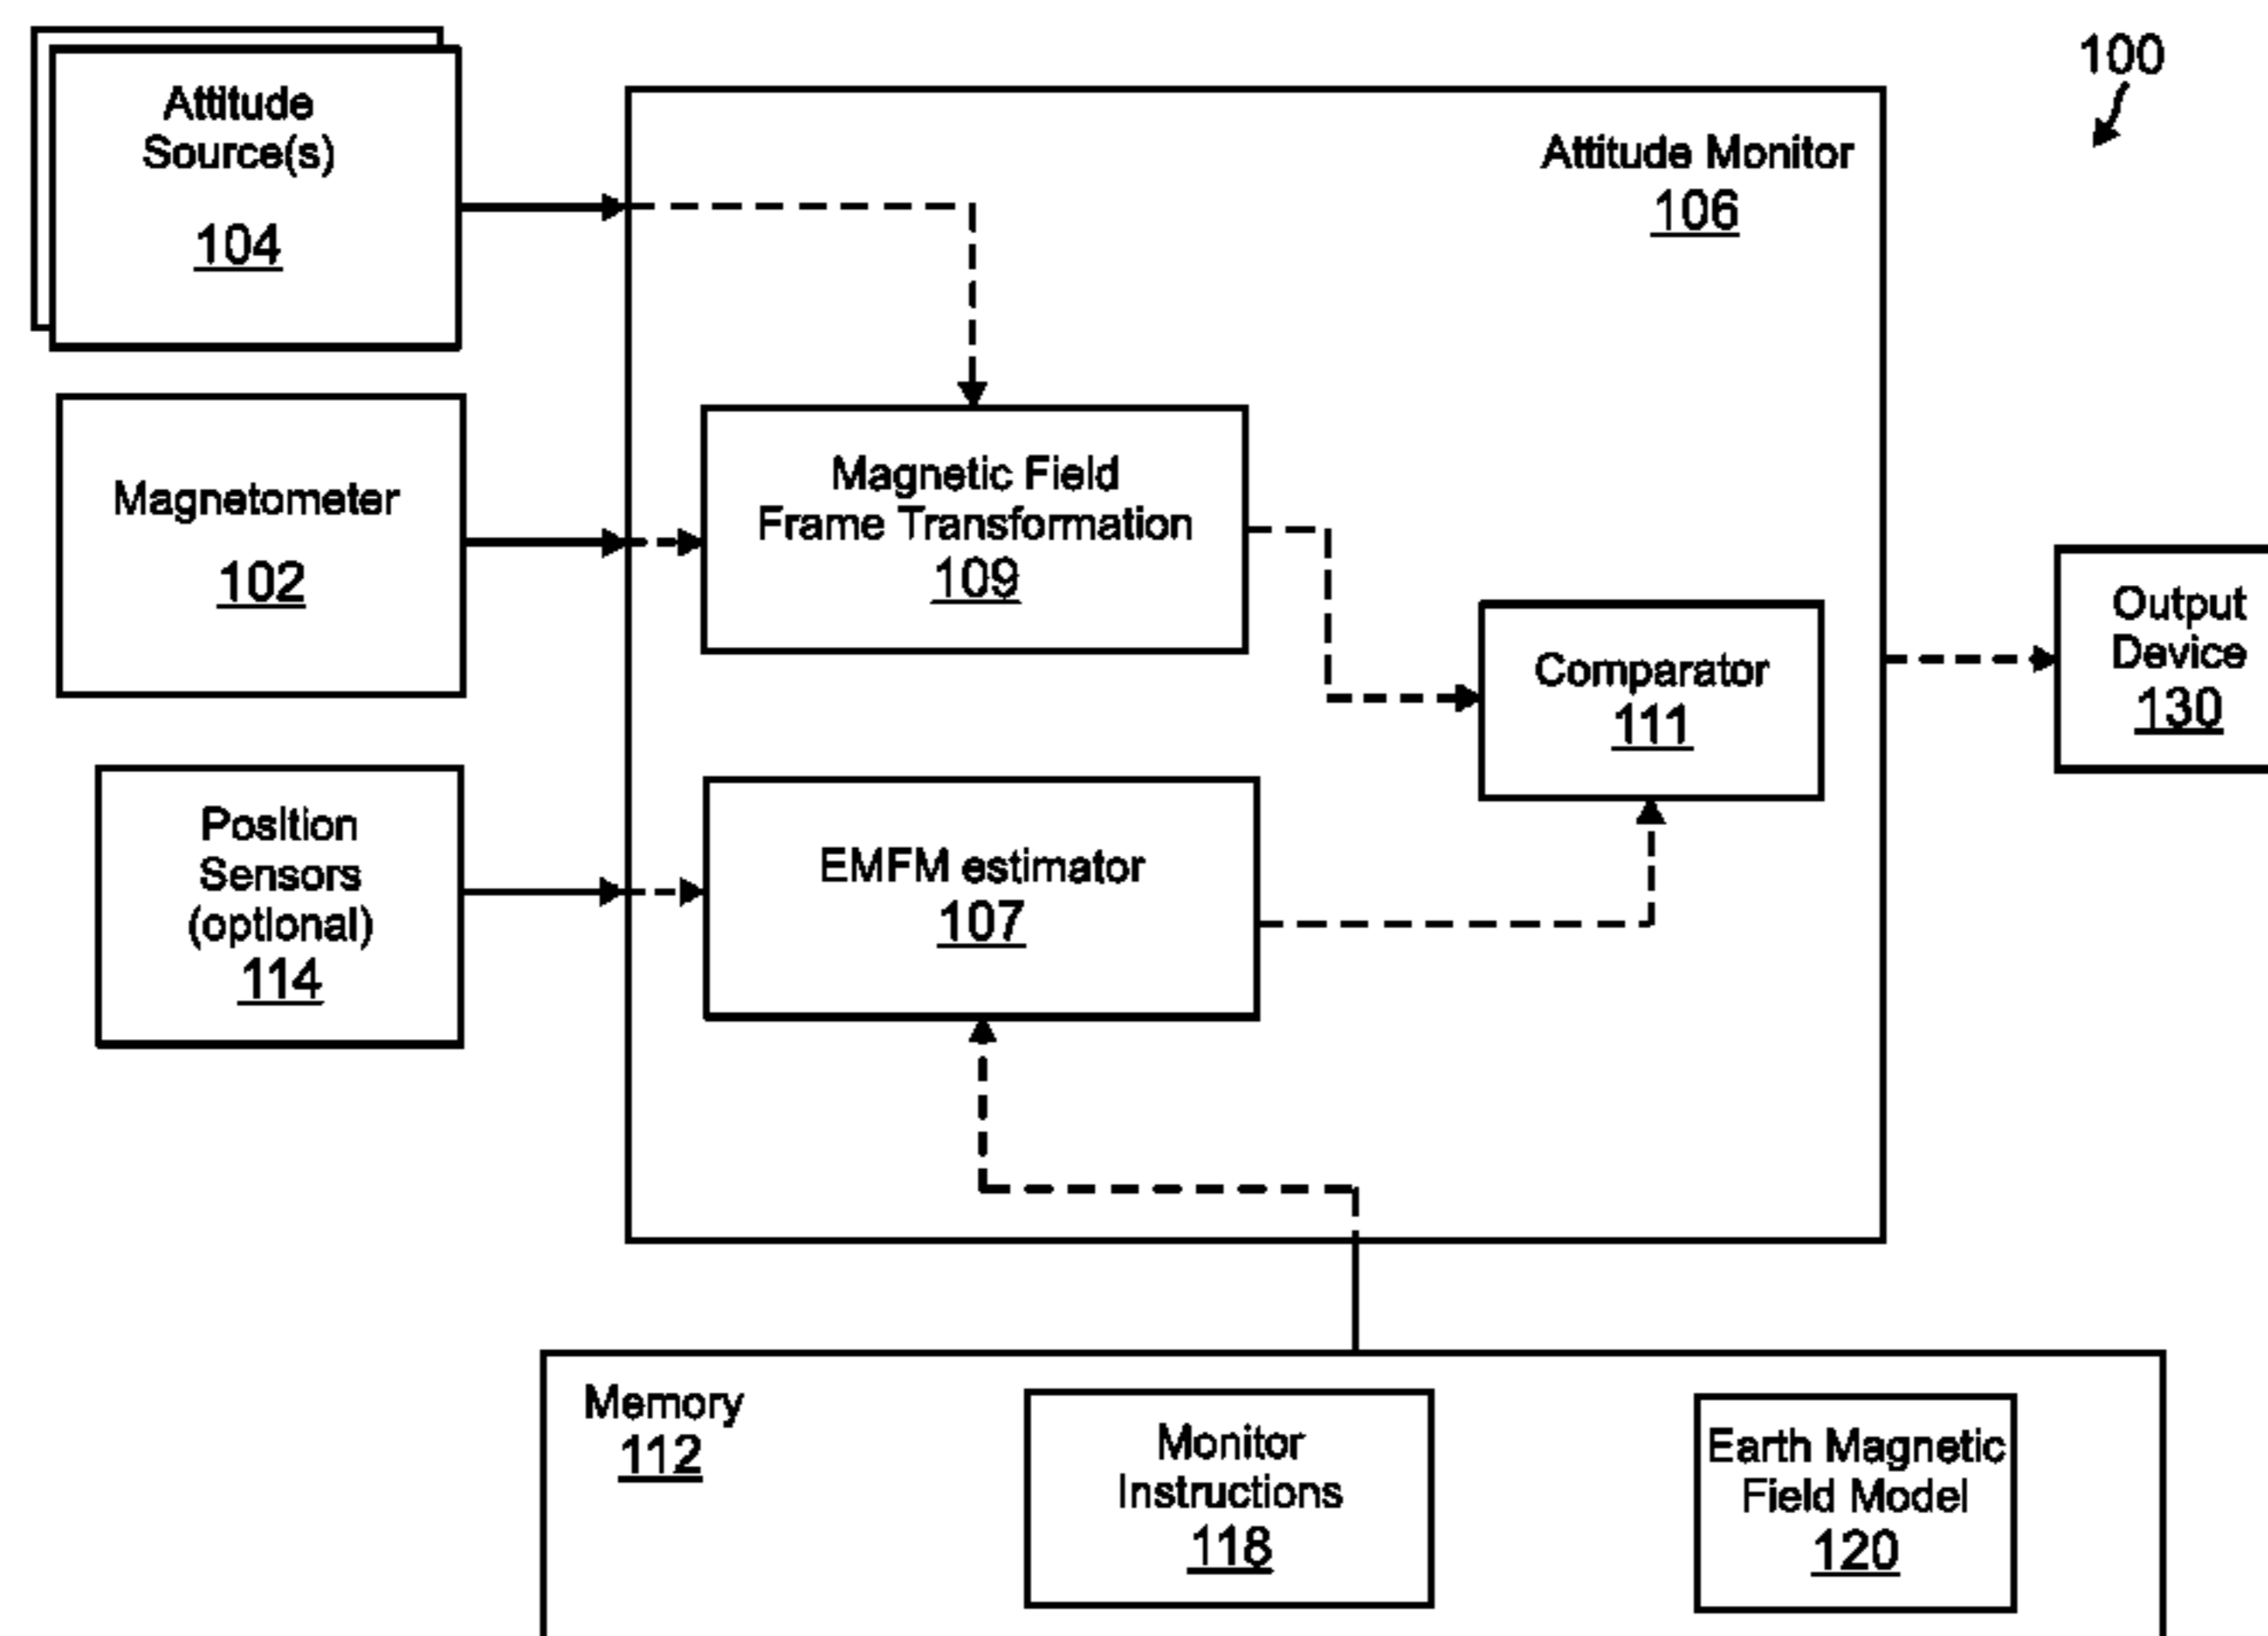 100
Attitude
Source(s)
104
Attitude Monitor
106
Magnetometer
102
Magnetic Field
Frame Transformation
109
Output
Device
130
Comparator
111
Position
Sensors
(optional)
114
EMFM estimator
107
Memory
112
Monitor
Instructions
118
Earth Magnetic
Field Model
120